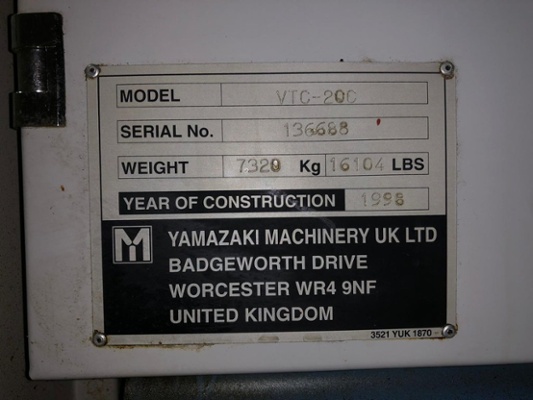 MODEL VTC-20C
SERIAL No. 136688
WEIGHT 7320 Kg 16104 LBS
YEAR OF CONSTRUCTION 1998
M YAMAZAKI MACHINERY UK LTD
BADGEWORTH DRIVE
WORCESTER WR4 9NF
UNITED KINGDOM
3521 YUK 1870